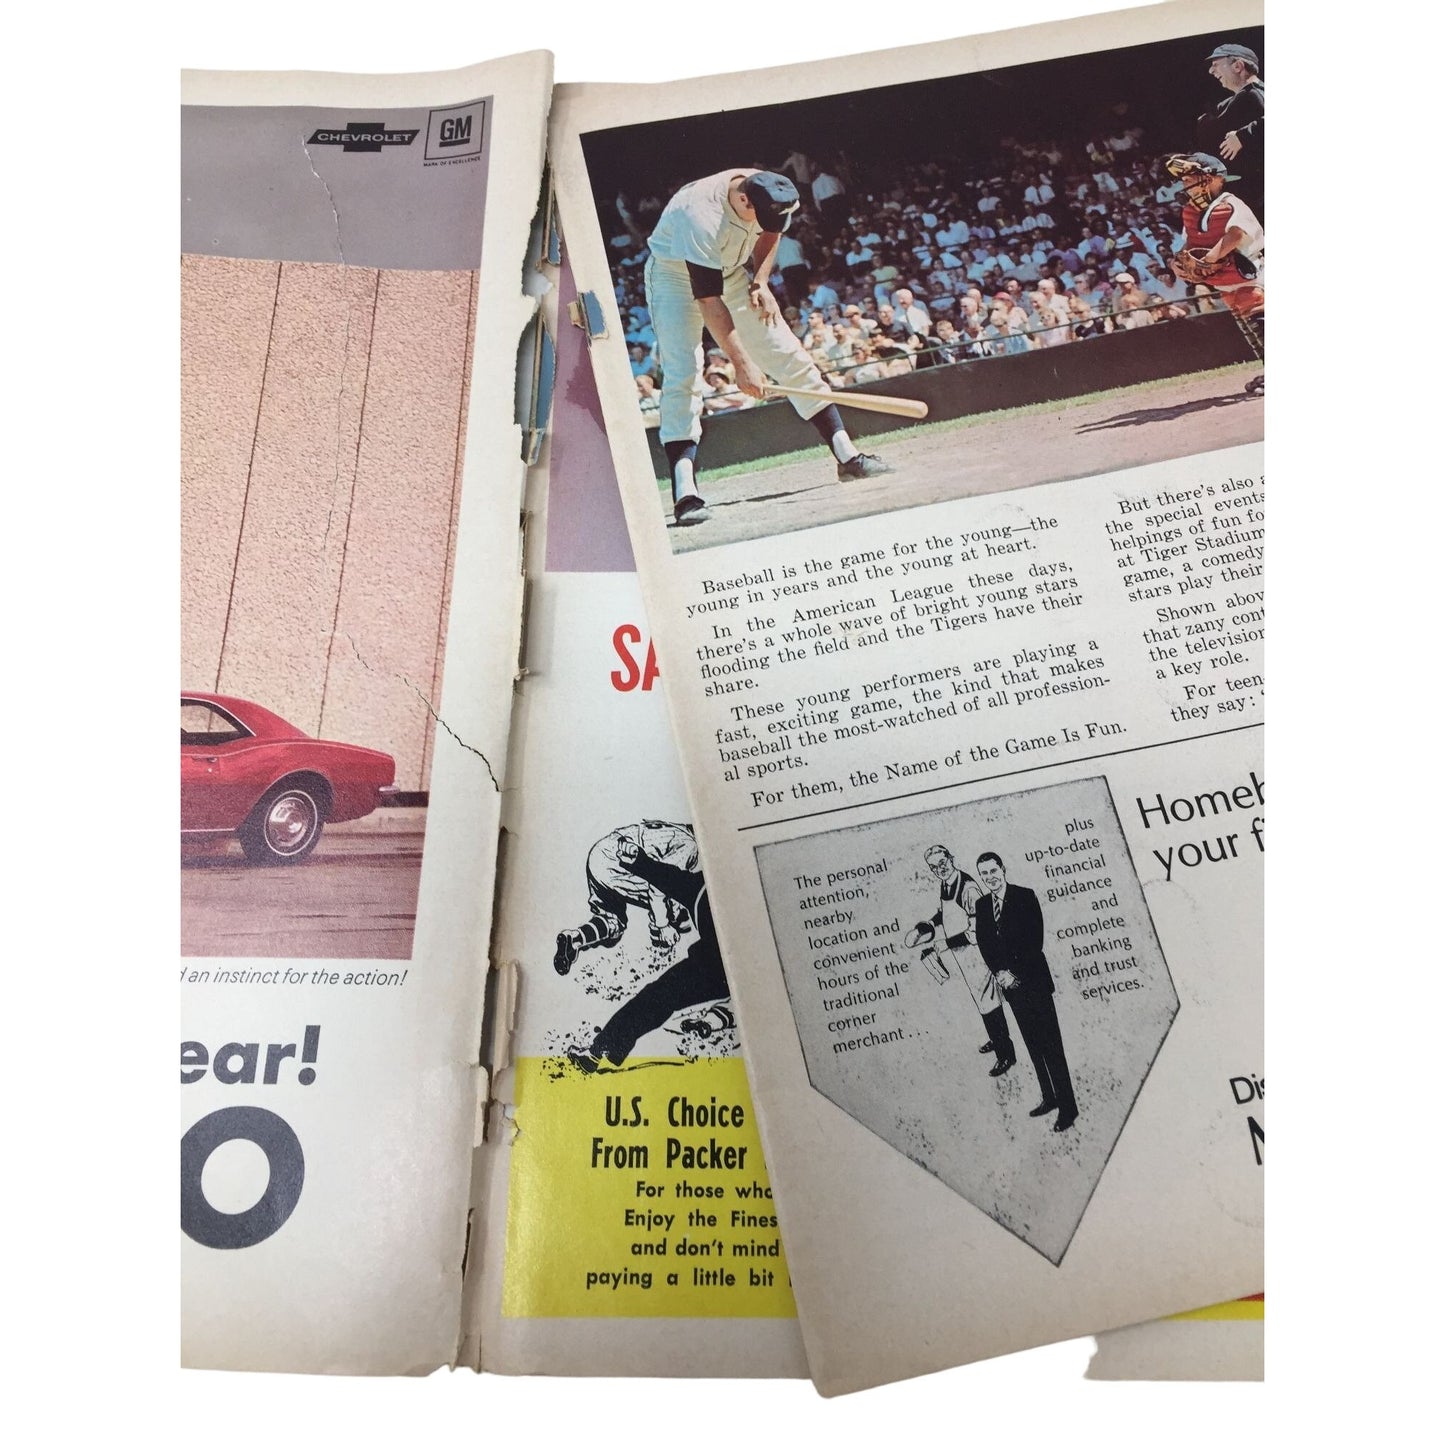 CHEVROLET
GM
MARK OF EXCELLENCE
an instinct for the action!
ear!
O
SA
U.S. Choice
From Packer
For those who
Enjoy the Fines
and don't mind
paying a little bit
Baseball is the game for the young—the
young in years and the young at heart.
In the American League these days,
there's a whole wave of bright young stars
flooding the field and the Tigers have their
share.
These young performers are playing a
fast, exciting game, the kind that makes
baseball the most-watched of all profession-
al sports.
For them, the Name of the Game Is Fun.
But there's also
the special events
helpings of fun fo
at Tiger Stadium
game, a comedy
stars play their
Shown abov
that zany cont
the television
a key role.
For teen-
they say:
The personal
attention,
nearby
location and
convenient
hours of the
traditional
corner
merchant . . .
plus
up-to-date
financial
guidance
and
complete
banking
and trust
services.
Homeb
your fi
Dis